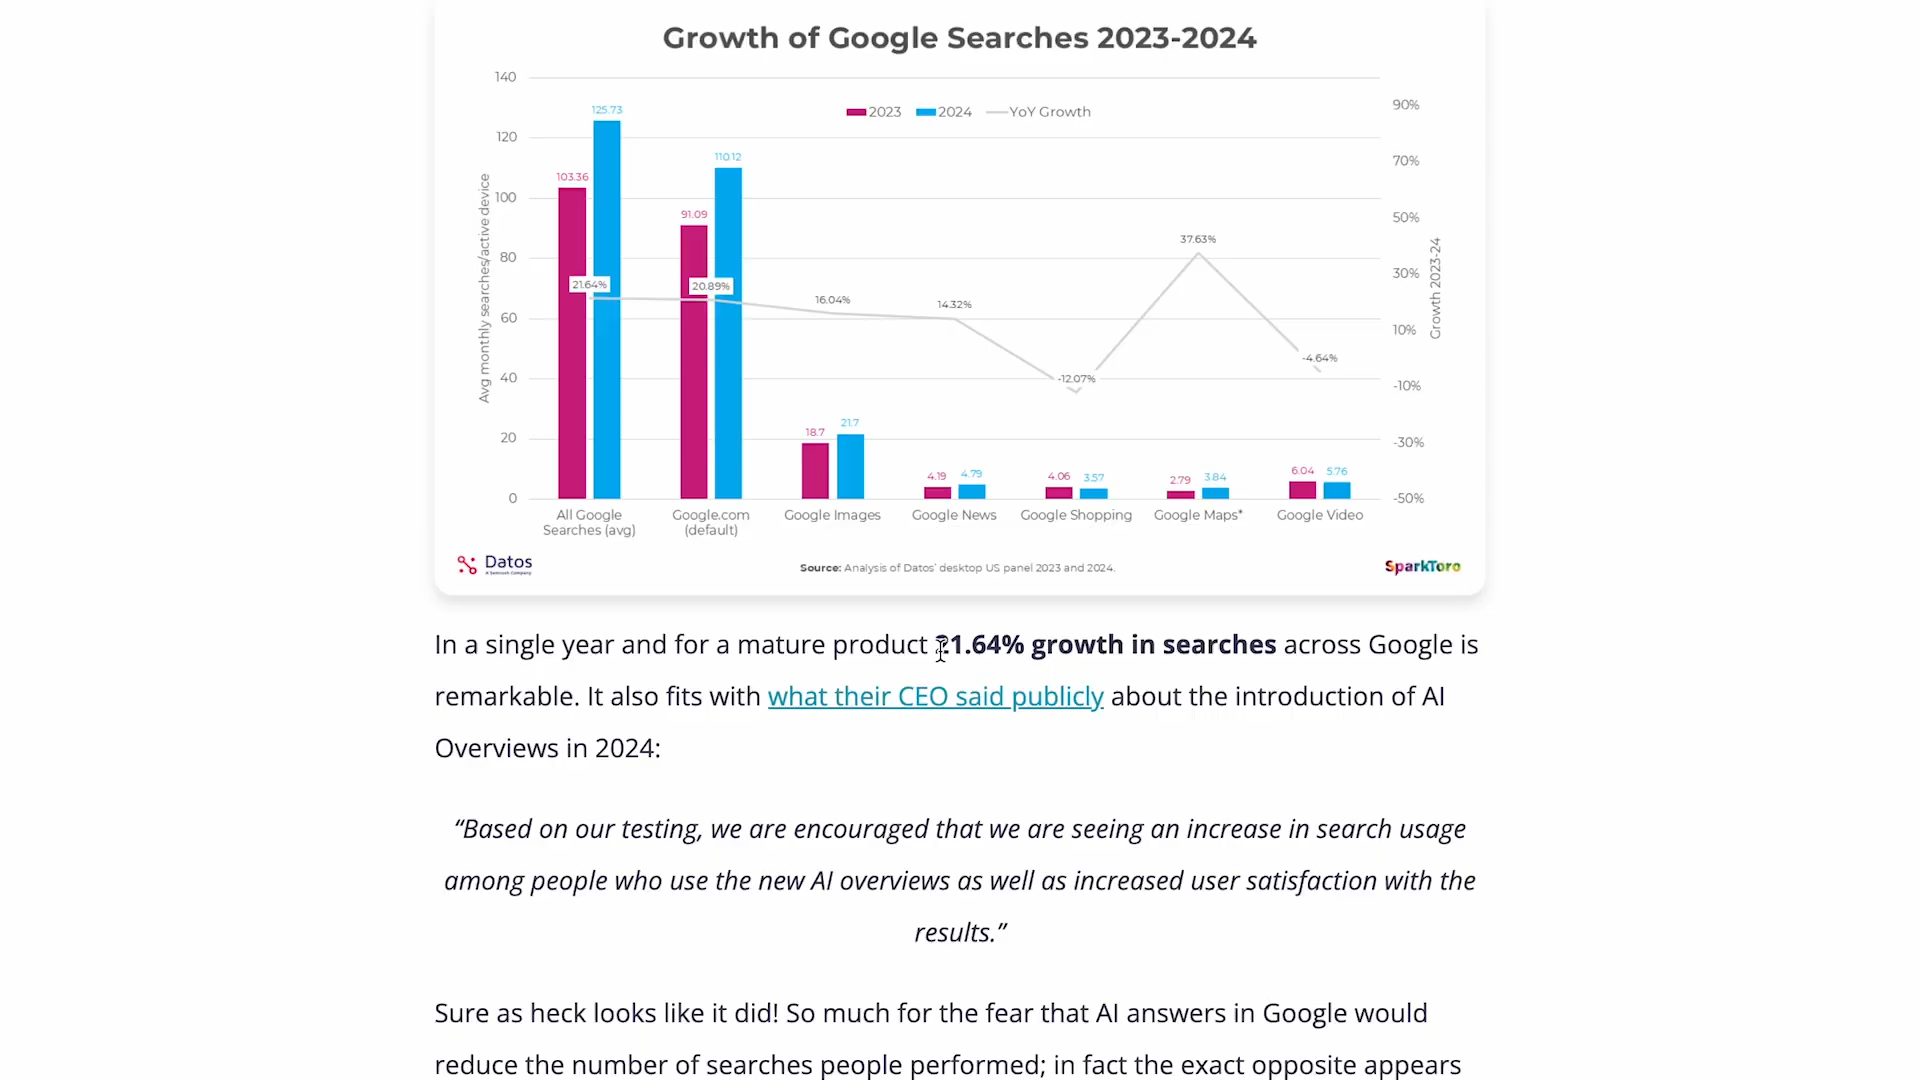 Growth of Google Searches 2023-2024
2023 2024 YoY Growth
Avg monthly searches/active device
140
120
100
80
60
40
20
0
90%
70%
50%
30%
10%
-10%
-30%
-50%
Growth 2023-24
103.36 125.73
91.09 110.12
18.7 21.7
4.19 4.79
4.06 3.57
2.79 3.84
6.04 5.76
21.64% 20.89% 16.04% 14.32% -12.07% 37.63% -4.64%
All Google Searches (avg)
Google.com (default)
Google Images
Google News
Google Shopping
Google Maps*
Google Video
Datos
A Semrush Company
Source: Analysis of Datos’ desktop US panel 2023 and 2024.
SparkToro
In a single year and for a mature product 21.64% growth in searches across Google is
remarkable. It also fits with what their CEO said publicly about the introduction of AI
Overviews in 2024:
“Based on our testing, we are encouraged that we are seeing an increase in search usage
among people who use the new AI overviews as well as increased user satisfaction with the
results.”
Sure as heck looks like it did! So much for the fear that AI answers in Google would
reduce the number of searches people performed; in fact the exact opposite appears